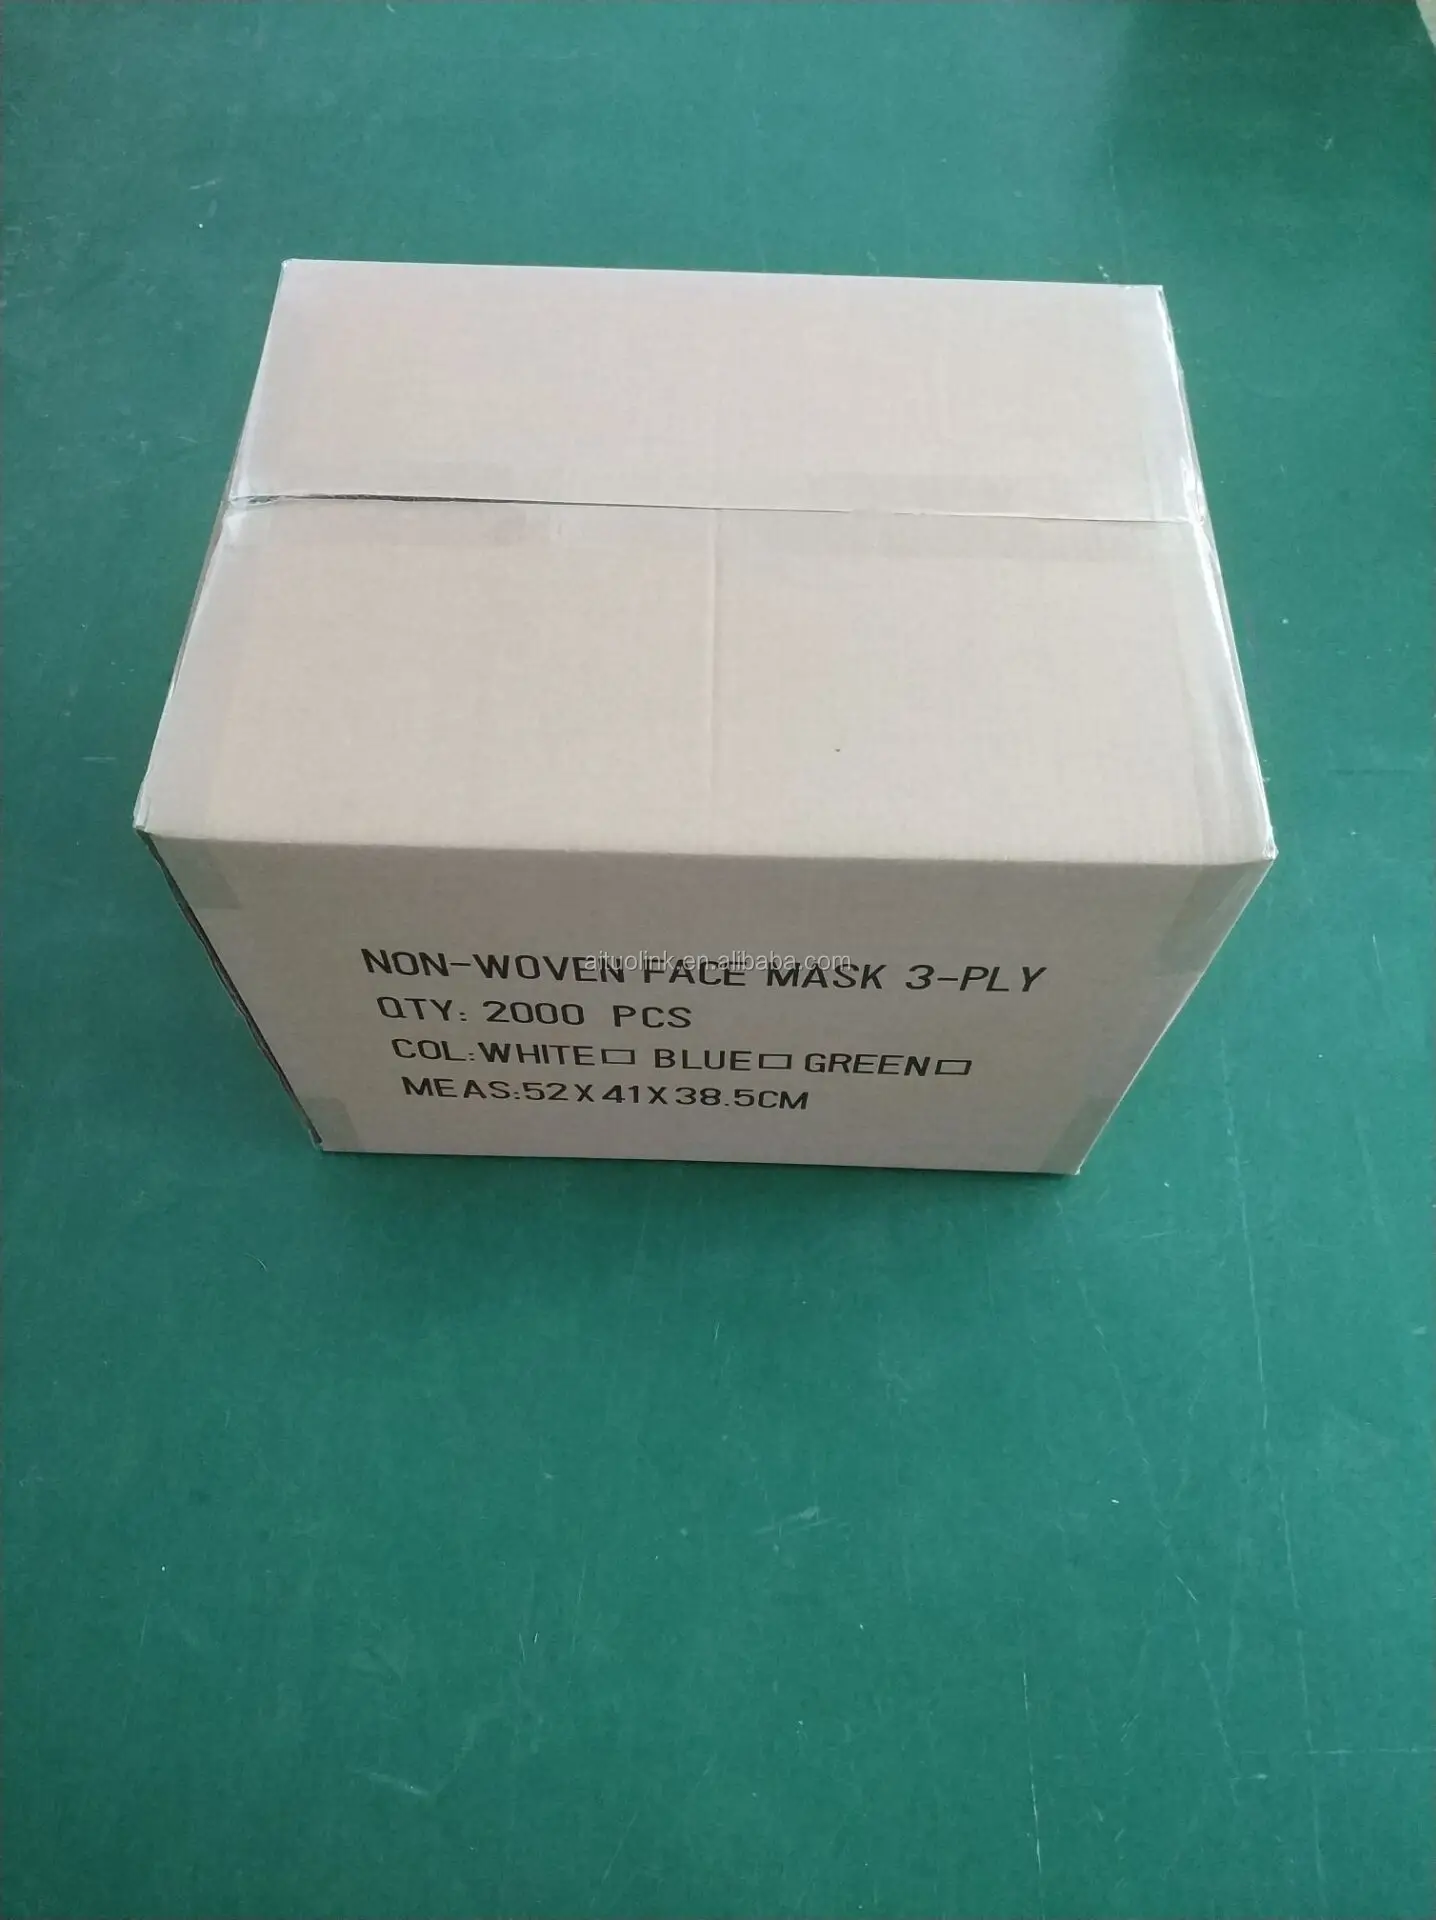 NON-WOVEN FACE MASK 3-PLY
aituolink.en.alibaba.com
QTY: 2000 PCS
COL:WHITE□ BLUE□ GREEN□
MEAS:52X41X38.5CM